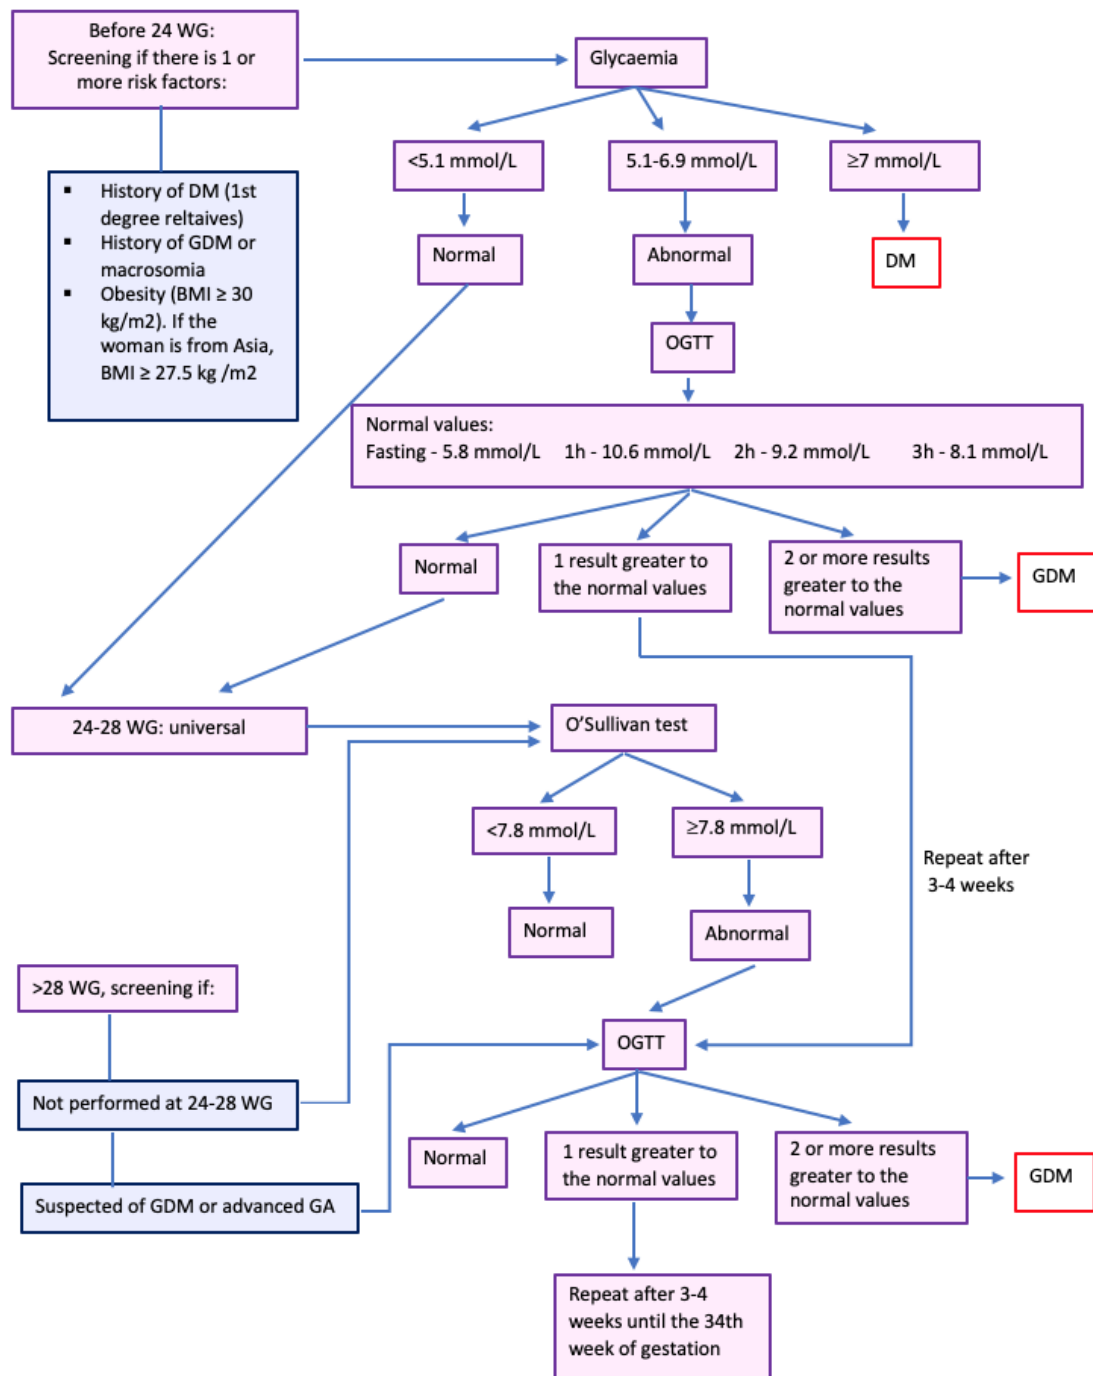 Before 24 WG:
Screening if there is 1 or
more risk factors:
Glycaemia
<5.1 mmol/L
5.1-6.9 mmol/L
≥7 mmol/L
▪ History of DM (1st
degree reltaives)
▪ History of GDM or
macrosomia
▪ Obesity (BMI ≥ 30
kg/m2). If the
woman is from Asia,
BMI ≥ 27.5 kg /m2
Normal
Abnormal
DM
OGTT
Normal values:
Fasting - 5.8 mmol/L 1h - 10.6 mmol/L 2h - 9.2 mmol/L 3h - 8.1 mmol/L
Normal
1 result greater to
the normal values
2 or more results
greater to the
normal values
GDM
24-28 WG: universal
O'Sullivan test
<7.8 mmol/L
≥7.8 mmol/L
Repeat after
3-4 weeks
Normal
Abnormal
>28 WG, screening if:
OGTT
Not performed at 24-28 WG
Normal
1 result greater to
the normal values
2 or more results
greater to the
normal values
GDM
Suspected of GDM or advanced GA
Repeat after 3-4
weeks until the 34th
week of gestation